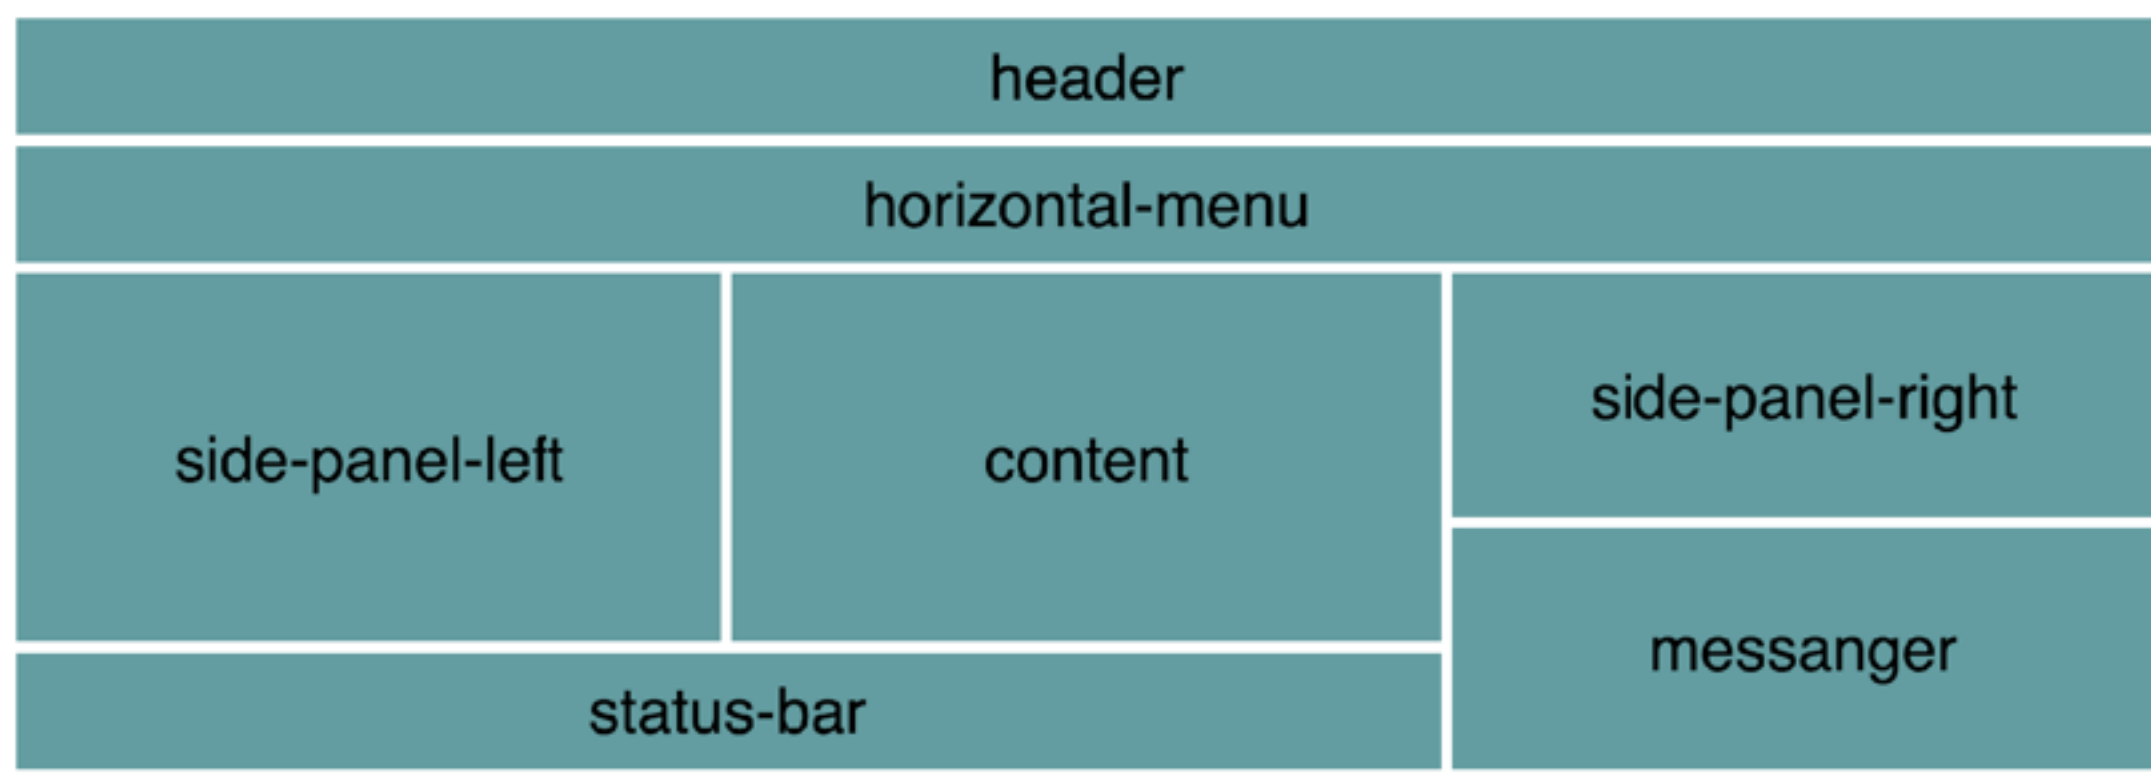 header
horizontal-menu
side-panel-left
content
side-panel-right
messanger
status-bar